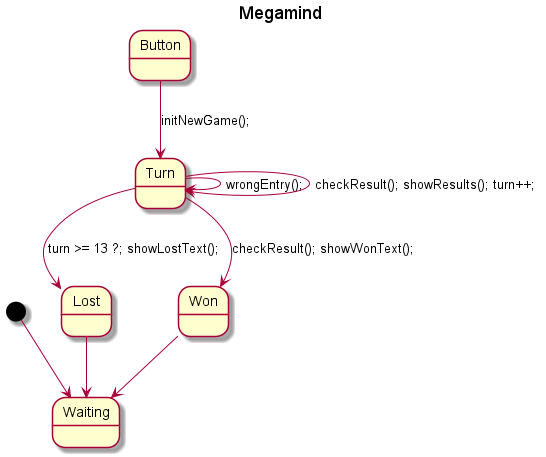 Megamind
Button
initNewGame();
Turn
wrongEntry();
checkResult(); showResults(); turn++;
turn >= 13 ?; showLostText();
checkResult(); showWonText();
Lost
Won
Waiting